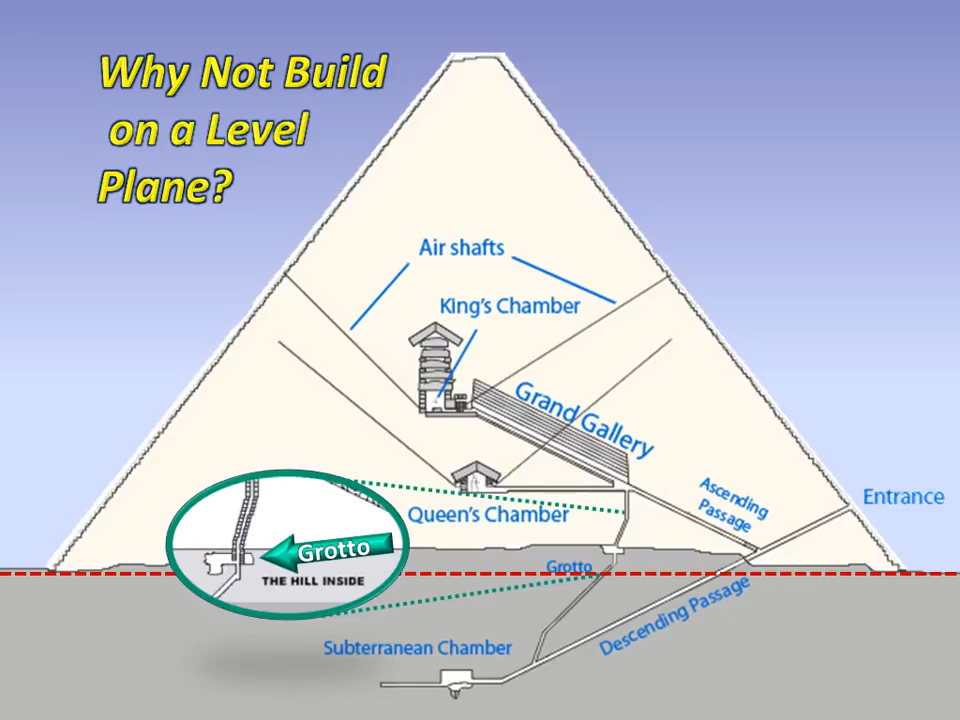 Why Not Build
on a Level
Plane?
Air shafts
King's Chamber
Grand Gallery
Ascending
Passage
Entrance
Queen's Chamber
Grotto
THE HILL INSIDE
Grotto
Descending Passage
Subterranean Chamber